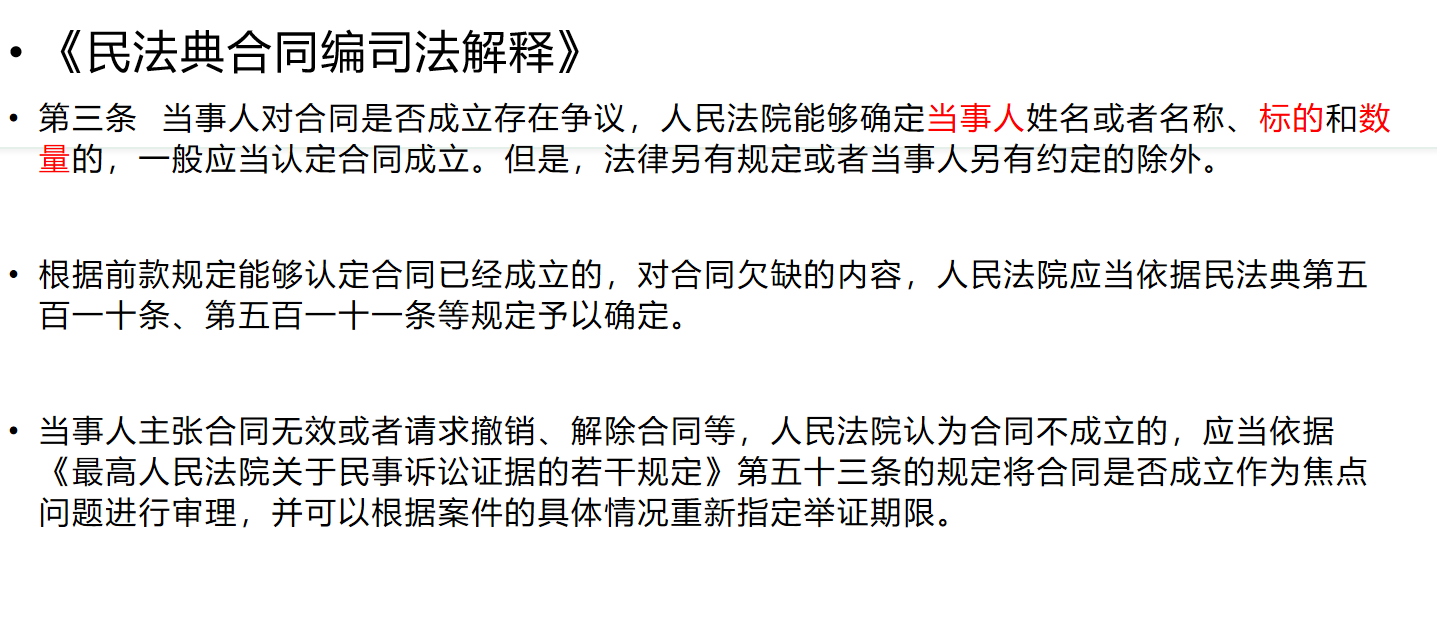 • 《民法典合同编司法解释》
• 第三条 当事人对合同是否成立存在争议，人民法院能够确定当事人姓名或者名称、标的和数
量的，一般应当认定合同成立。但是，法律另有规定或者当事人另有约定的除外。
• 根据前款规定能够认定合同已经成立的，对合同欠缺的内容，人民法院应当依据民法典第五
百一十条、第五百一十一条等规定予以确定。
• 当事人主张合同无效或者请求撤销、解除合同等，人民法院认为合同不成立的，应当依据
《最高人民法院关于民事诉讼证据的若干规定》第五十三条的规定将合同是否成立作为焦点
问题进行审理，并可以根据案件的具体情况重新指定举证期限。